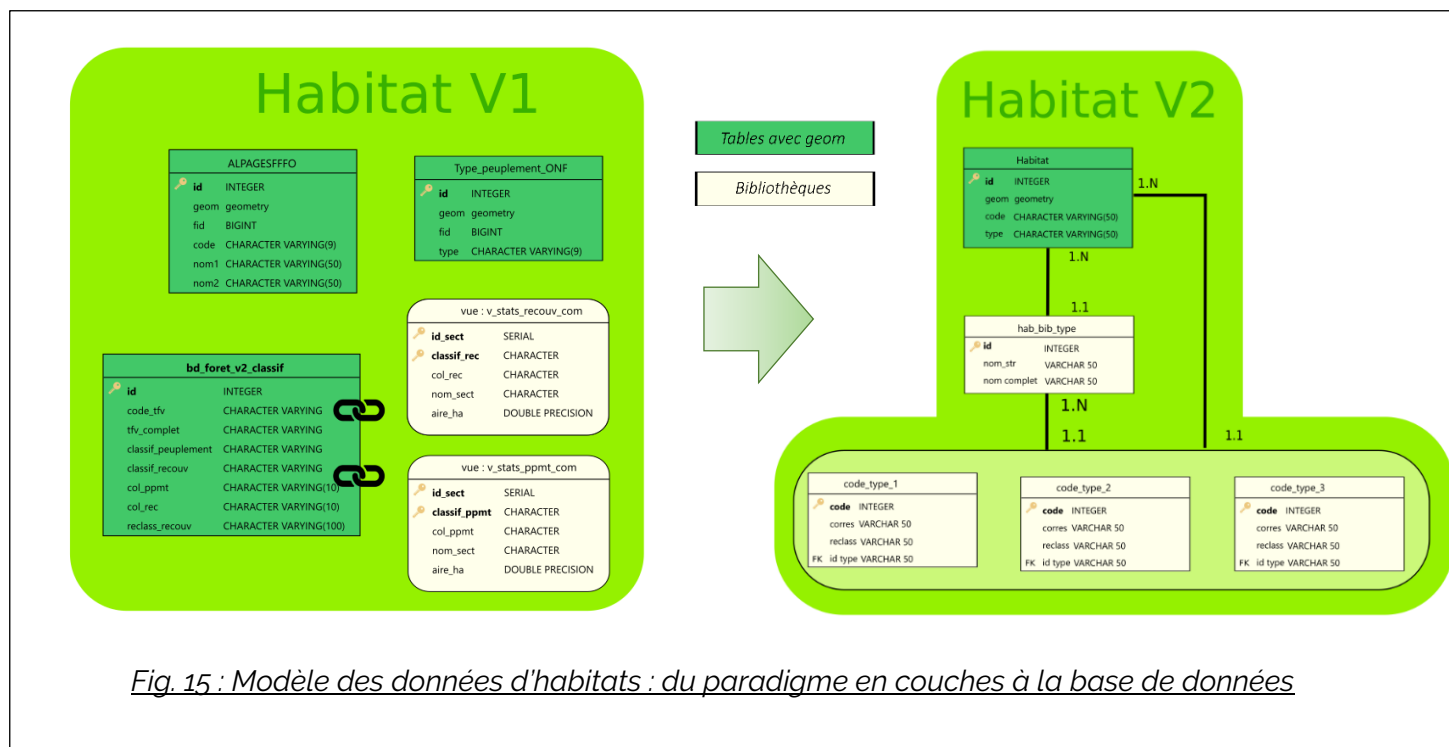 Habitat V1
ALPAGESFFFO
id INTEGER
geom geometry
fid BIGINT
code CHARACTER VARYING(9)
nom1 CHARACTER VARYING(50)
nom2 CHARACTER VARYING(50)
Type_peuplement_ONF
id INTEGER
geom geometry
fid BIGINT
type CHARACTER VARYING(9)
vue : v_stats_recouv_com
id_sect SERIAL
classif_rec CHARACTER
col_rec CHARACTER
nom_sect CHARACTER
aire_ha DOUBLE PRECISION
bd_foret_v2_classif
id INTEGER
code_tfv CHARACTER VARYING
tfv_complet CHARACTER VARYING
classif_peuplement CHARACTER VARYING
classif_recouv CHARACTER VARYING
col_ppmt CHARACTER VARYING(10)
col_rec CHARACTER VARYING(10)
reclass_recouv CHARACTER VARYING(100)
vue : v_stats_ppmt_com
id_sect SERIAL
classif_ppmt CHARACTER
col_ppmt CHARACTER
nom_sect CHARACTER
aire_ha DOUBLE PRECISION
Tables avec geom
Bibliothèques
Habitat V2
Habitat
id INTEGER
geom geometry
code CHARACTER VARYING(50)
type CHARACTER VARYING(50)
1.N
1.N
1.1
hab_bib_type
id INTEGER
nom_str VARCHAR 50
nom complet VARCHAR 50
1.N
1.1
1.1
code_type_1
code INTEGER
corres VARCHAR 50
reclass VARCHAR 50
FK id type VARCHAR 50
code_type_2
code INTEGER
corres VARCHAR 50
reclass VARCHAR 50
FK id type VARCHAR 50
code_type_3
code INTEGER
corres VARCHAR 50
reclass VARCHAR 50
FK id type VARCHAR 50
Fig. 15 : Modèle des données d'habitats : du paradigme en couches à la base de données